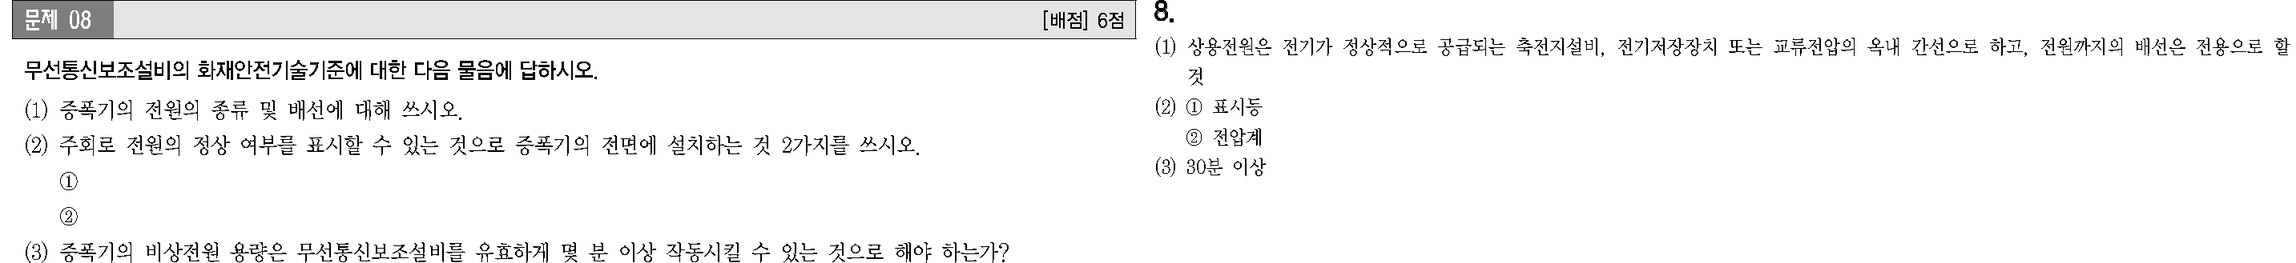 문제 08
[배점] 6점
무선통신보조설비의 화재안전기술기준에 대한 다음 물음에 답하시오.
(1) 증폭기의 전원의 종류 및 배선에 대해 쓰시오.
(2) 주회로 전원의 정상 여부를 표시할 수 있는 것으로 증폭기의 전면에 설치하는 것 2가지를 쓰시오.
①
②
(3) 증폭기의 비상전원 용량은 무선통신보조설비를 유효하게 몇 분 이상 작동시킬 수 있는 것으로 해야 하는가?
8.
(1) 상용전원은 전기가 정상적으로 공급되는 축전지설비, 전기저장장치 또는 교류전압의 옥내 간선으로 하고, 전원까지의 배선은 전용으로 할
것
(2) ① 표시등
② 전압계
(3) 30분 이상